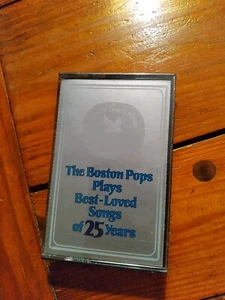 The Boston Pops
Plays
Best-Loved
Songs
of 25 Years